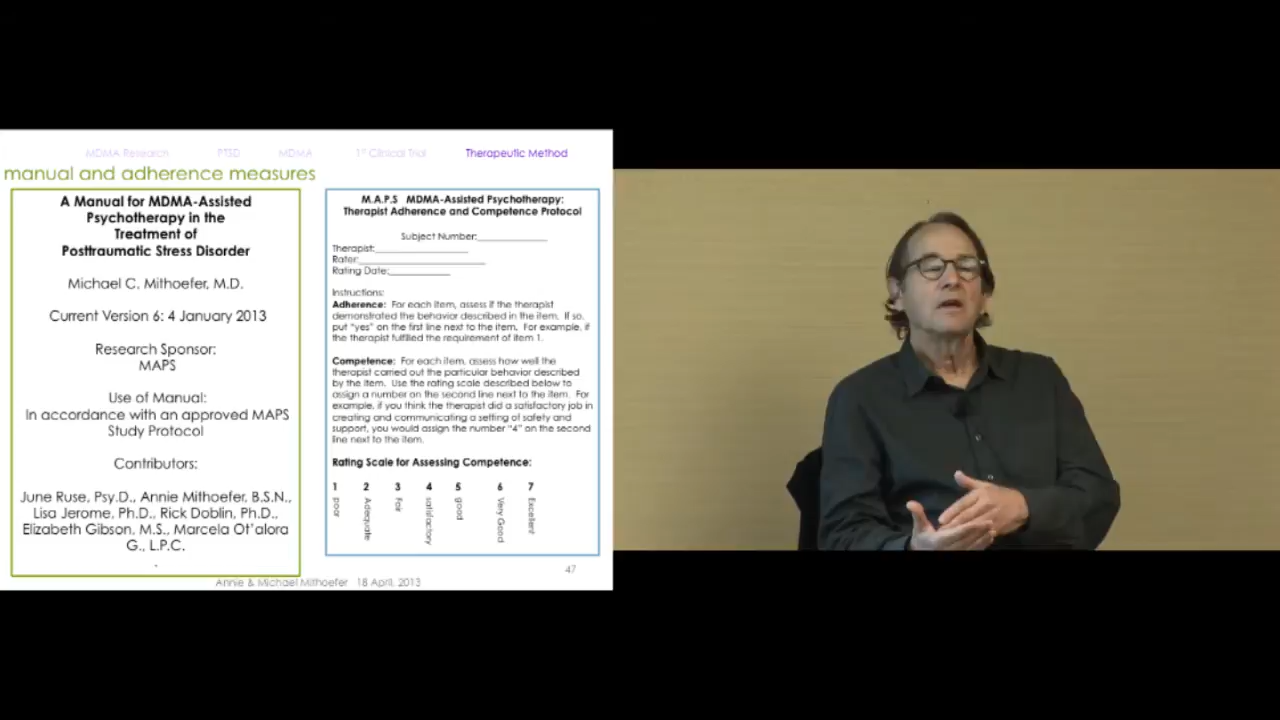 MDMA Research PTSD MDMA 1st Clinical Trial Therapeutic Method
manual and adherence measures
A Manual for MDMA-Assisted
Psychotherapy in the
Treatment of
Posttraumatic Stress Disorder
Michael C. Mithoefer, M.D.
Current Version 6: 4 January 2013
Research Sponsor:
MAPS
Use of Manual:
In accordance with an approved MAPS
Study Protocol
Contributors:
June Ruse, Psy.D., Annie Mithoefer, B.S.N.,
Lisa Jerome, Ph.D., Rick Doblin, Ph.D.,
Elizabeth Gibson, M.S., Marcela Ot'alora
G., L.P.C.
.
M.A.P.S MDMA-Assisted Psychotherapy:
Therapist Adherence and Competence Protocol
Subject Number:____________
Therapist:________________
Rater:______________________
Rating Date:__________
Instructions:
Adherence: For each item, assess if the therapist
demonstrated the behavior described in the item. If so,
put "yes" on the first line next to the item. For example, if
the therapist fulfilled the requirement of item 1.
Competence: For each item, assess how well the
therapist carried out the particular behavior described
by the item. Use the rating scale described below to
assign a number on the second line next to the item. For
example, if you think the therapist did a satisfactory job in
creating and communicating a setting of safety and
support, you would assign the number "4" on the second
line next to the item.
Rating Scale for Assessing Competence:
1 2 3 4 5 6 7
poor Adequate Fair satisfactory good Very Good Excellent
47
Annie & Michael Mithoefer 18 April, 2013